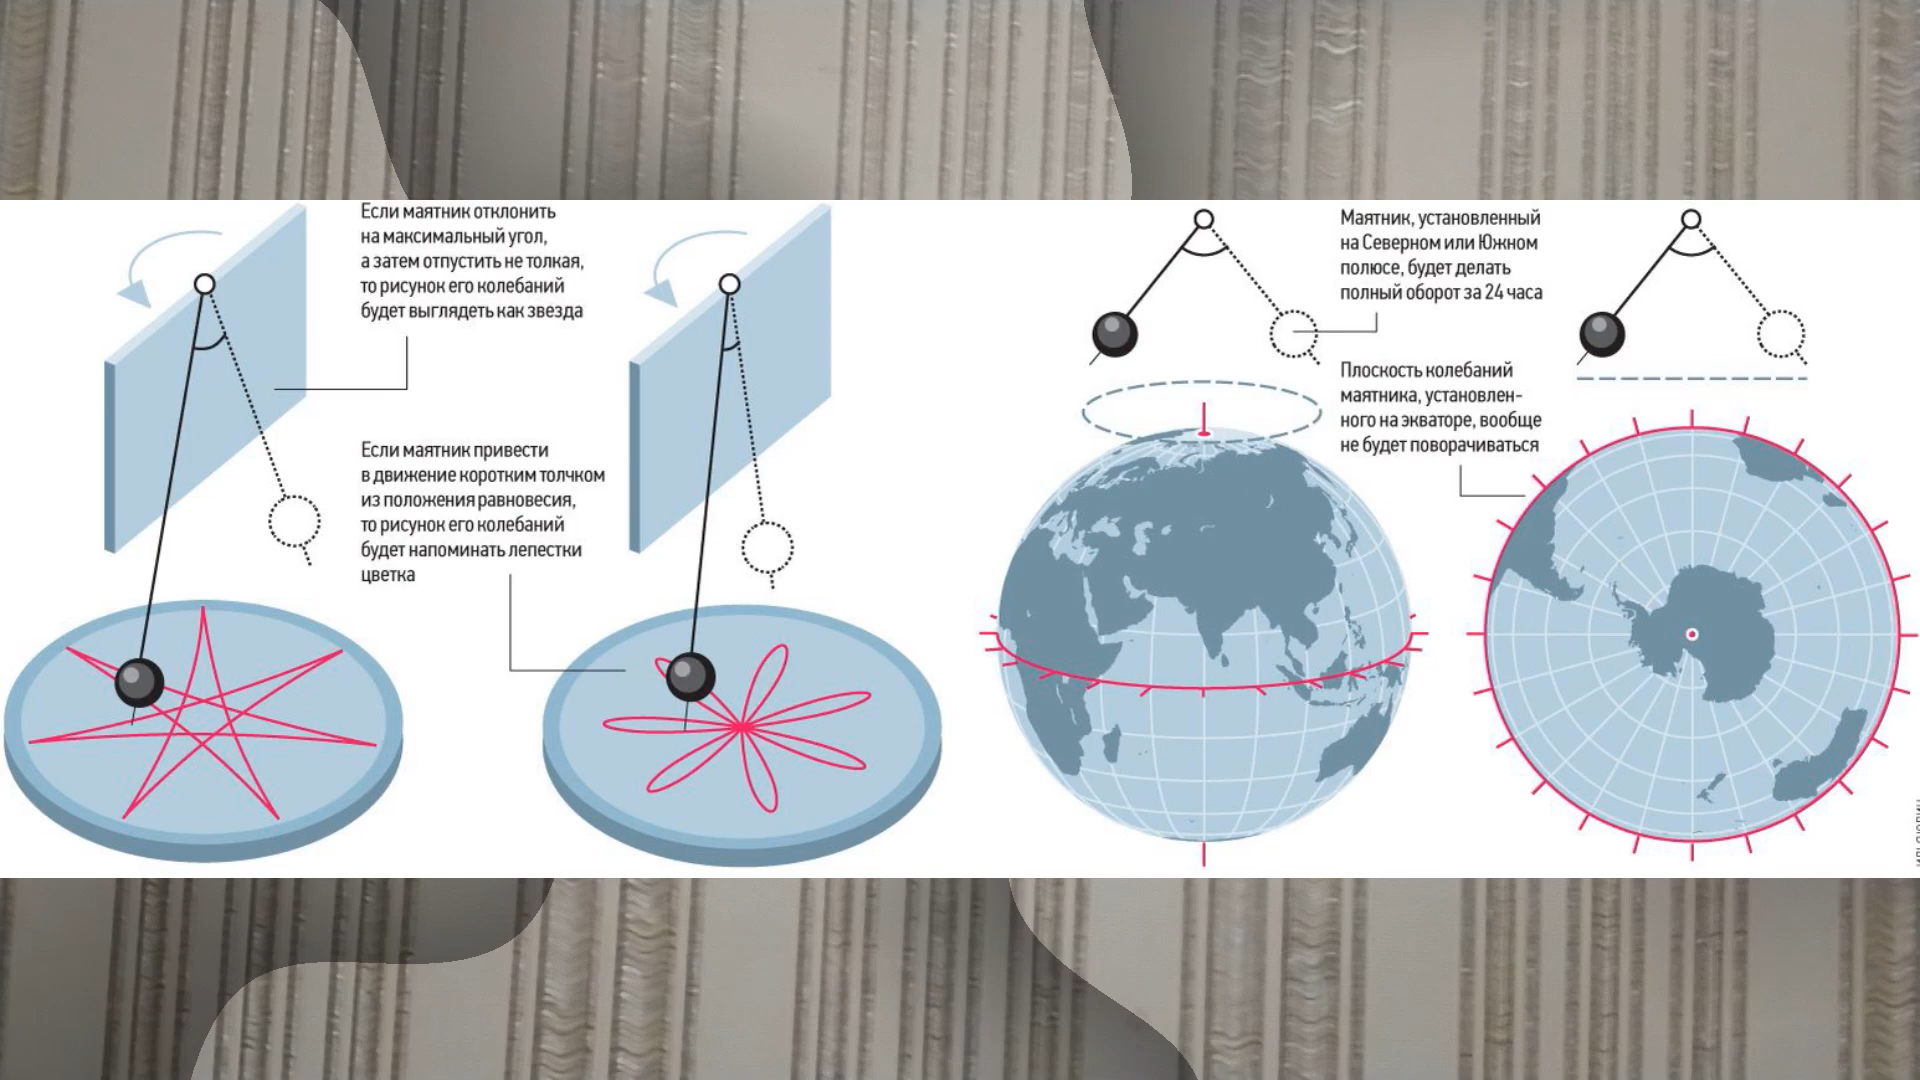 Если маятник отклонить
на максимальный угол,
а затем отпустить не толкая,
то рисунок его колебаний
будет выглядеть как звезда
Если маятник привести
в движение коротким толчком
из положения равновесия,
то рисунок его колебаний
будет напоминать лепестки
цветка
Маятник, установленный
на Северном или Южном
полюсе, будет делать
полный оборот за 24 часа
Плоскость колебаний
маятника, установлен-
ного на экваторе, вообще
не будет поворачиваться